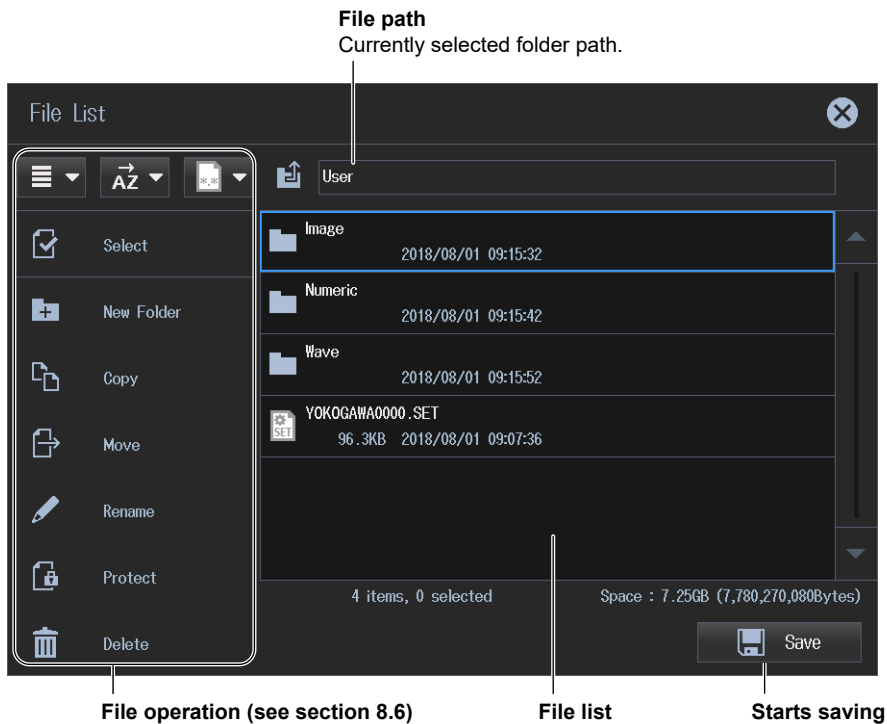 File path
Currently selected folder path.
File List
AZ
*.*
User
Select
New Folder
Copy
Move
Rename
Protect
Delete
Image
2018/08/01 09:15:32
Numeric
2018/08/01 09:15:42
Wave
2018/08/01 09:15:52
YOKOGAWA0000.SET
SET
96.3KB 2018/08/01 09:07:36
4 items, 0 selected
Space : 7.25GB (7,780,270,080Bytes)
Save
File operation (see section 8.6)
File list
Starts saving